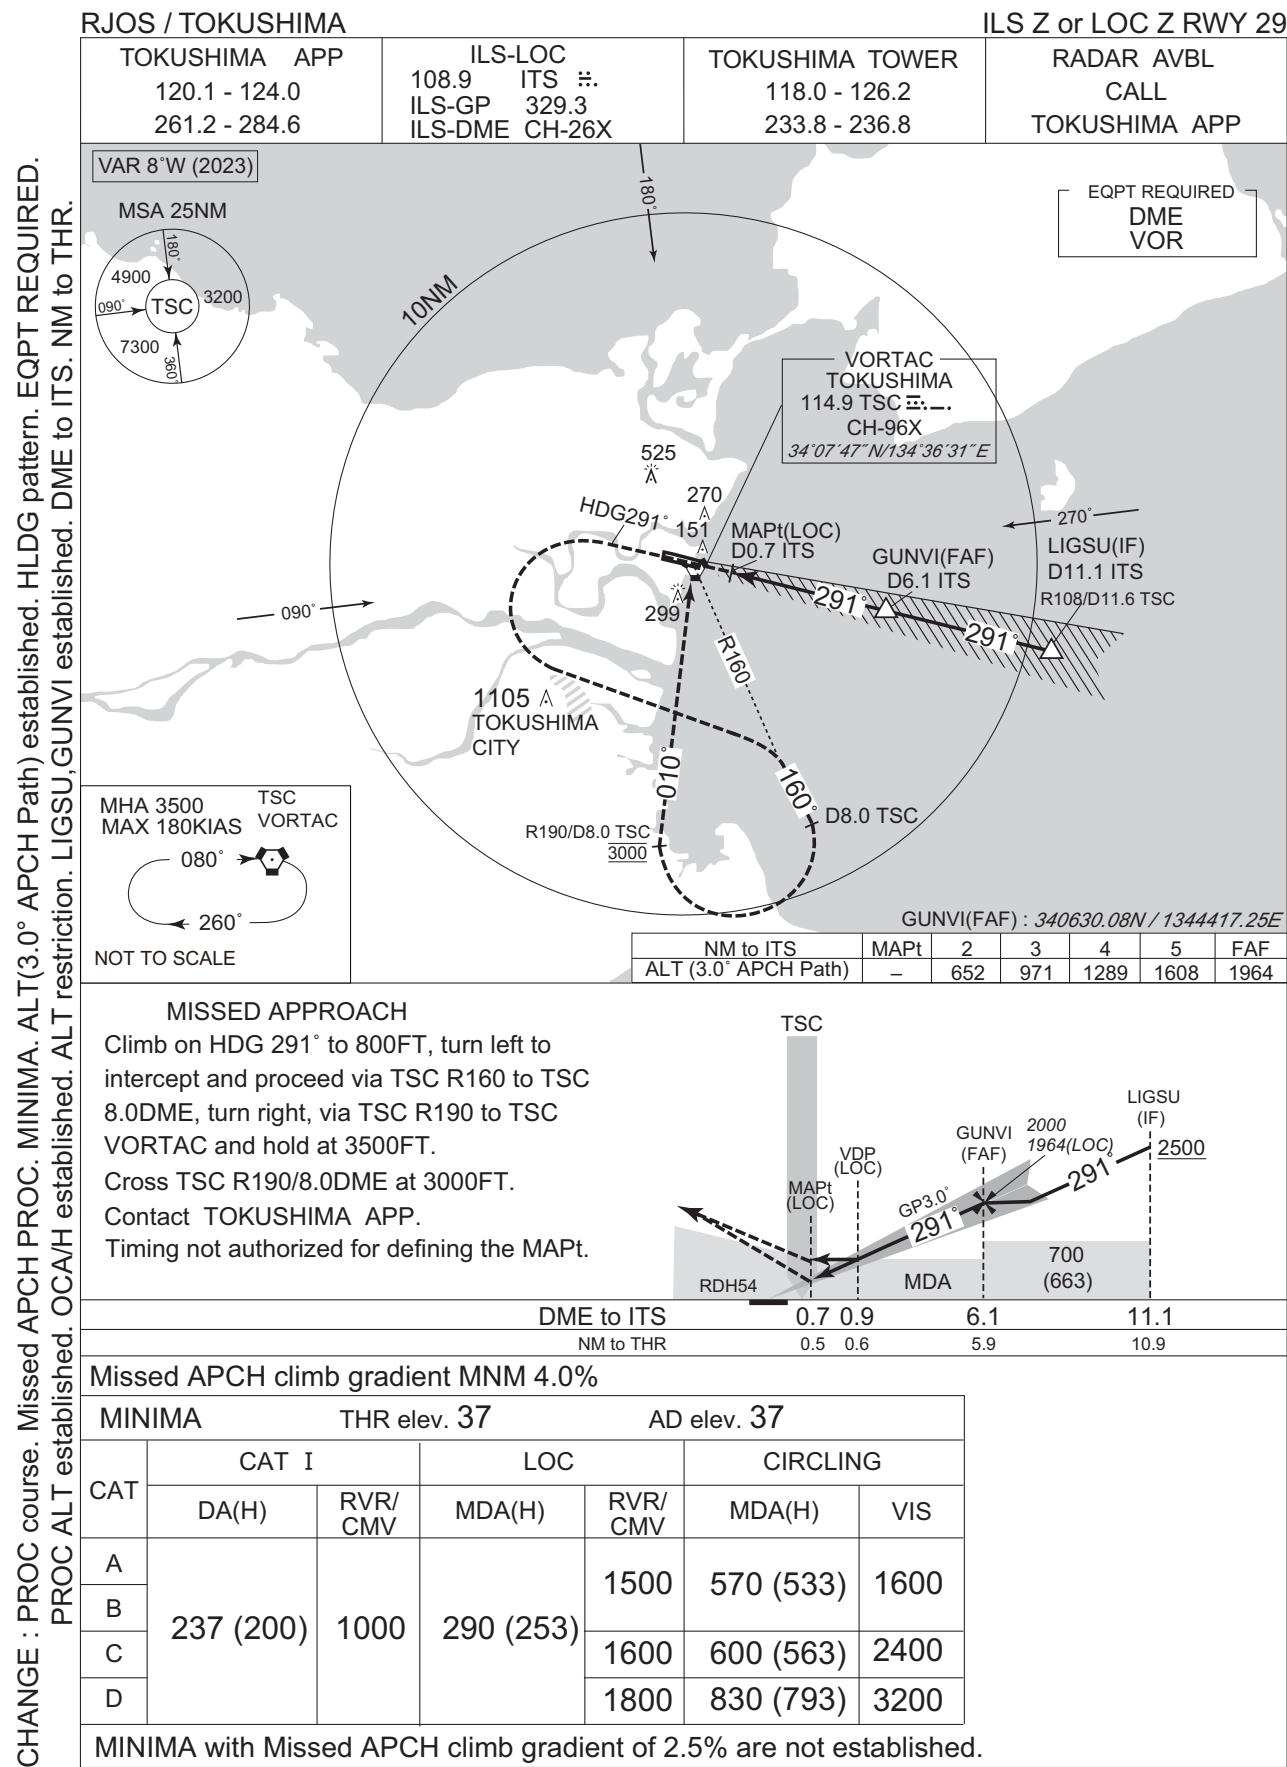 RJOS / TOKUSHIMA
ILS Z or LOC Z RWY 29
TOKUSHIMA APP
120.1 - 124.0
261.2 - 284.6
ILS-LOC
108.9 ITS
ILS-GP 329.3
ILS-DME CH-26X
TOKUSHIMA TOWER
118.0 - 126.2
233.8 - 236.8
RADAR AVBL
CALL
TOKUSHIMA APP
CHANGE : PROC course. Missed APCH PROC. MINIMA. ALT(3.0° APCH Path) established. HLDG pattern. EQPT REQUIRED.
PROC ALT established. OCA/H established. ALT restriction. LIGSU,GUNVI established. DME to ITS. NM to THR.
VAR 8°W (2023)
MSA 25NM
180°
4900
3200
090°
TSC
7300
360°
180°
EQPT REQUIRED
DME
VOR
10NM
VORTAC
TOKUSHIMA
114.9 TSC
CH-96X
34°07′47″N/134°36′31″E
525
270
151
HDG291°
MAPt(LOC)
D0.7 ITS
GUNVI(FAF)
D6.1 ITS
270°
LIGSU(IF)
D11.1 ITS
R108/D11.6 TSC
090°
299
291°
291°
R160
1105
TOKUSHIMA
CITY
010°
160°
D8.0 TSC
R190/D8.0 TSC
3000
MHA 3500
MAX 180KIAS
TSC
VORTAC
080°
260°
NOT TO SCALE
GUNVI(FAF) : 340630.08N / 1344417.25E
NM to ITS MAPt 2 3 4 5 FAF
ALT (3.0° APCH Path) – 652 971 1289 1608 1964
MISSED APPROACH
Climb on HDG 291° to 800FT, turn left to
intercept and proceed via TSC R160 to TSC
8.0DME, turn right, via TSC R190 to TSC
VORTAC and hold at 3500FT.
Cross TSC R190/8.0DME at 3000FT.
Contact TOKUSHIMA APP.
Timing not authorized for defining the MAPt.
TSC
LIGSU
(IF)
GUNVI
(FAF)
2000
1964(LOC)
2500
VDP
(LOC)
MAPt
(LOC)
GP3.0°
291°
291°
RDH54
MDA
700
(663)
DME to ITS 0.7 0.9 6.1 11.1
NM to THR 0.5 0.6 5.9 10.9
Missed APCH climb gradient MNM 4.0%
MINIMA THR elev. 37 AD elev. 37
CAT
CAT I LOC CIRCLING
DA(H) RVR/CMV MDA(H) RVR/CMV MDA(H) VIS
A
B
C
D
237 (200) 1000 290 (253)
1500 570 (533) 1600
1600 600 (563) 2400
1800 830 (793) 3200
MINIMA with Missed APCH climb gradient of 2.5% are not established.